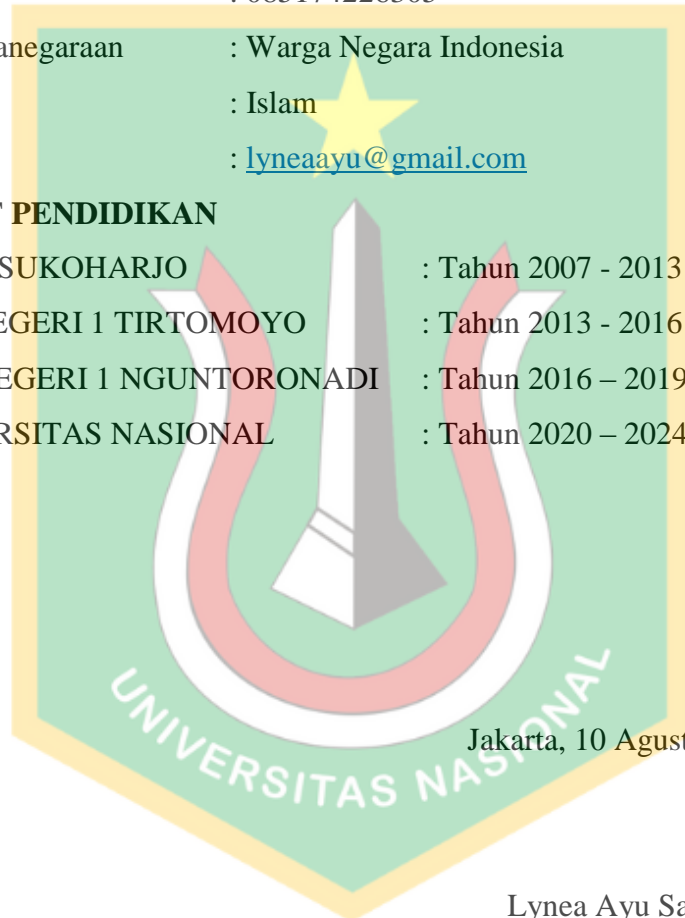 : Warga Negara Indonesia
: Islam
: lyneaayu@gmail.com
PENDIDIKAN
SUKOHARJO : Tahun 2007 - 2013
EGERI 1 TIRTOMOYO : Tahun 2013 - 2016
EGERI 1 NGUNTORONADI : Tahun 2016 – 2019
RSITAS NASIONAL : Tahun 2020 – 2024
UNIVERSITAS NASIONAL
Jakarta, 10 Agust
Lynea Ayu Sa